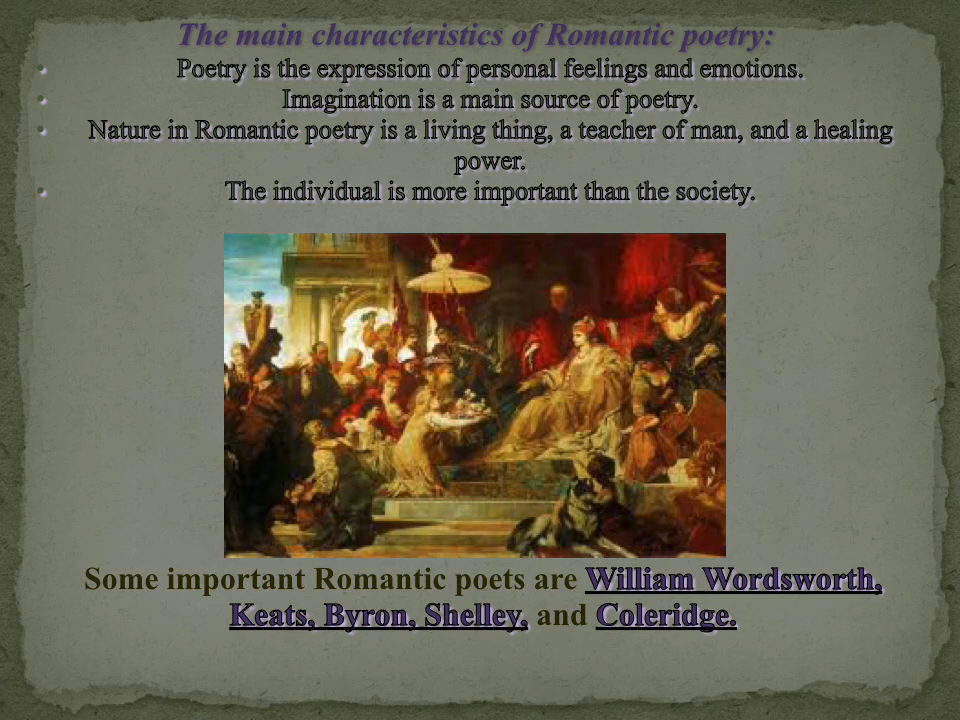 The main characteristics of Romantic poetry:
• Poetry is the expression of personal feelings and emotions.
• Imagination is a main source of poetry.
• Nature in Romantic poetry is a living thing, a teacher of man, and a healing
power.
• The individual is more important than the society.
Some important Romantic poets are William Wordsworth,
Keats, Byron, Shelley, and Coleridge.